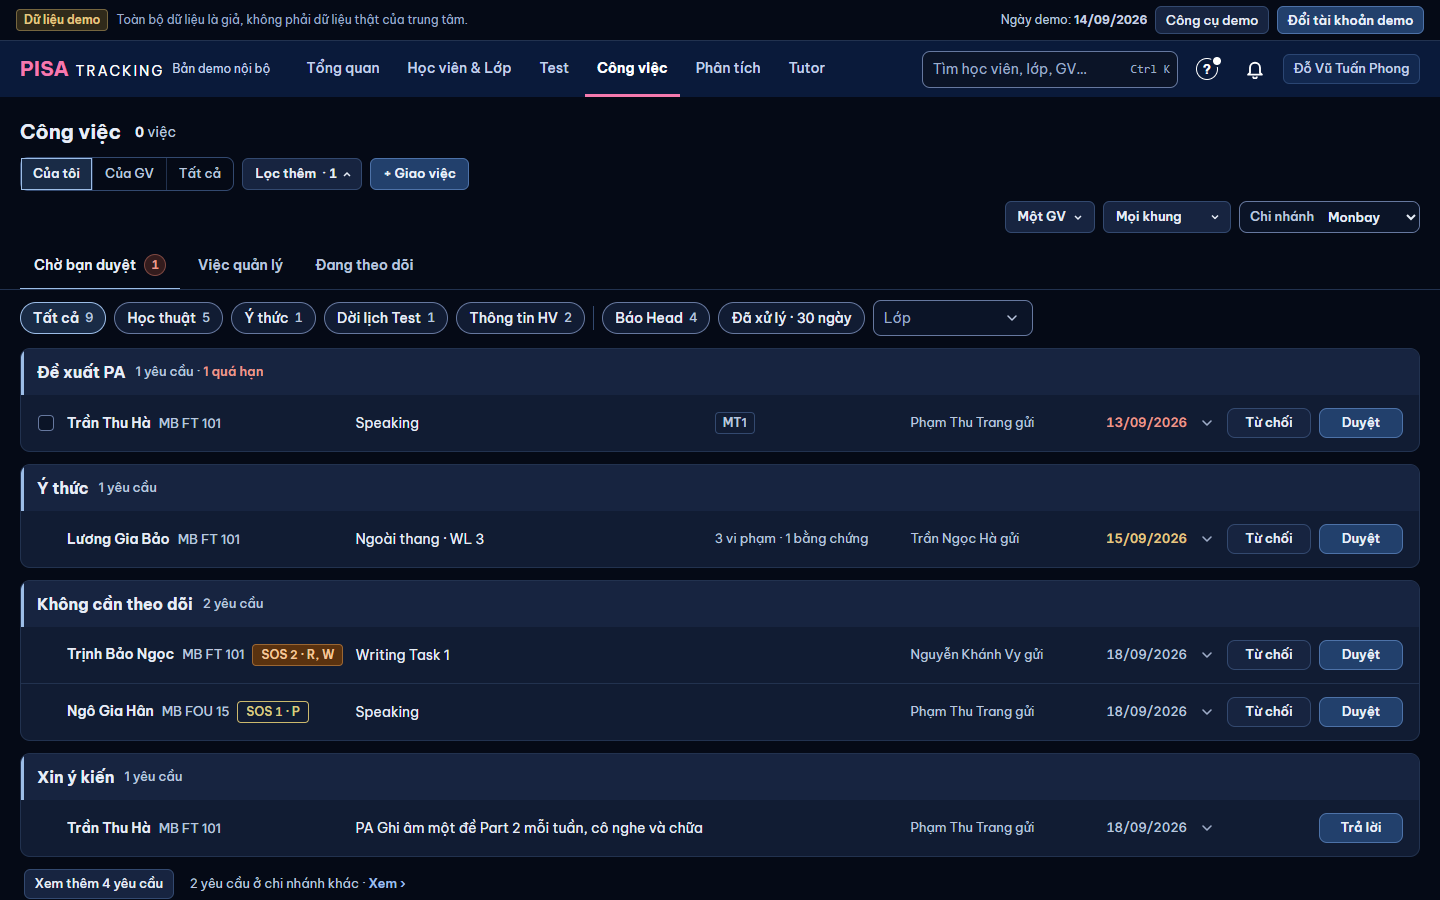 Dữ liệu demo Toàn bộ dữ liệu là giả, không phải dữ liệu thật của trung tâm. Ngày demo: 14/09/2026 Công cụ demo Đổi tài khoản demo
PISA TRACKING Bản demo nội bộ Tổng quan Học viên & Lớp Test Công việc Phân tích Tutor Tìm học viên, lớp, GV... Ctrl K ? Đỗ Vũ Tuấn Phong
Công việc 0 việc
Của tôi Của GV Tất cả Lọc thêm · 1 + Giao việc
Một GV Mọi khung Chi nhánh Monbay
Chờ bạn duyệt 1 Việc quản lý Đang theo dõi
Tất cả 9 Học thuật 5 Ý thức 1 Dời lịch Test 1 Thông tin HV 2 Báo Head 4 Đã xử lý · 30 ngày Lớp
Đề xuất PA 1 yêu cầu · 1 quá hạn
Trần Thu Hà MB FT 101 Speaking MT1 Phạm Thu Trang gửi 13/09/2026 Từ chối Duyệt
Ý thức 1 yêu cầu
Lương Gia Bảo MB FT 101 Ngoài thang · WL 3 3 vi phạm · 1 bằng chứng Trần Ngọc Hà gửi 15/09/2026 Từ chối Duyệt
Không cần theo dõi 2 yêu cầu
Trịnh Bảo Ngọc MB FT 101 SOS 2 · R, W Writing Task 1 Nguyễn Khánh Vy gửi 18/09/2026 Từ chối Duyệt
Ngô Gia Hân MB FOU 15 SOS 1 · P Speaking Phạm Thu Trang gửi 18/09/2026 Từ chối Duyệt
Xin ý kiến 1 yêu cầu
Trần Thu Hà MB FT 101 PA Ghi âm một đề Part 2 mỗi tuần, cô nghe và chữa Phạm Thu Trang gửi 18/09/2026 Trả lời
Xem thêm 4 yêu cầu 2 yêu cầu ở chi nhánh khác · Xem ›